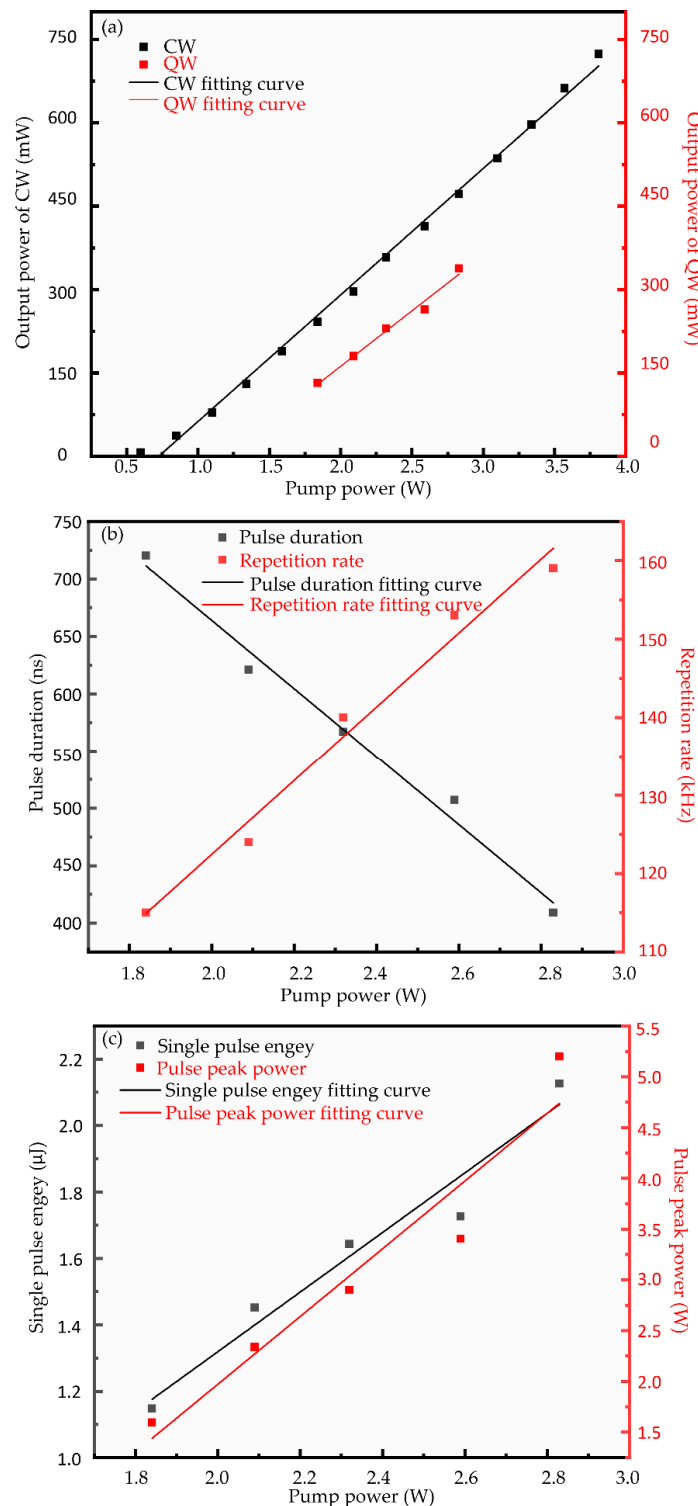 (a)
CW
QW
CW fitting curve
QW fitting curve
Output power of CW (mW)
750
600
450
300
150
0
Output power of QW (mW)
750
600
450
300
150
0
0.5 1.0 1.5 2.0 2.5 3.0 3.5 4.0
Pump power (W)
(b)
Pulse duration
Repetition rate
Pulse duration fitting curve
Repetition rate fitting curve
Pulse duration (ns)
750
700
650
600
550
500
450
400
Repetition rate (kHz)
160
150
140
130
120
110
1.8 2.0 2.2 2.4 2.6 2.8 3.0
Pump power (W)
(c)
Single pulse engey
Pulse peak power
Single pulse engey fitting curve
Pulse peak power fitting curve
Single pulse engey (μJ)
2.2
2.0
1.8
1.6
1.4
1.2
1.0
Pulse peak power (W)
5.5
5.0
4.5
4.0
3.5
3.0
2.5
2.0
1.5
1.8 2.0 2.2 2.4 2.6 2.8 3.0
Pump power (W)